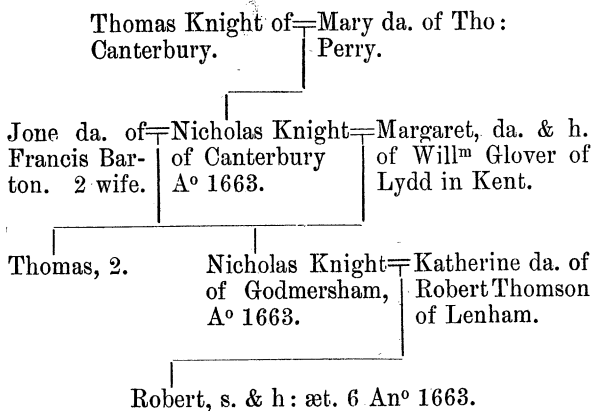 Thomas Knight of
Canterbury.
Mary da. of Tho:
Perry.
Jone da. of
Francis Bar-
ton. 2 wife.
Nicholas Knight
of Canterbury
Aº 1663.
Margaret, da. & h.
of Willᵐ Glover of
Lydd in Kent.
Thomas, 2.
Nicholas Knight
of Godmersham,
Aº 1663.
Katherine da. of
Robert Thomson
of Lenham.
Robert, s. & h: æt. 6 Anº 1663.